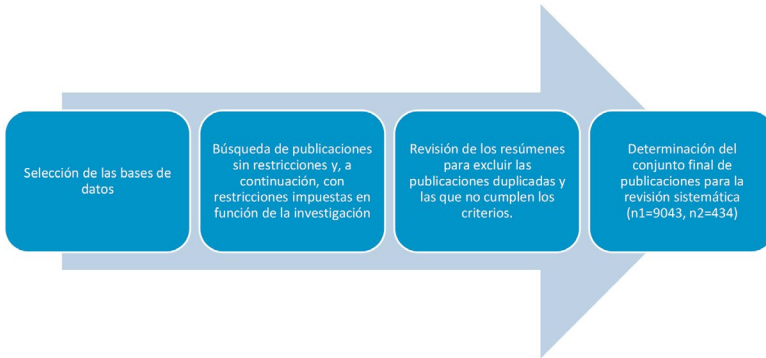 Selección de las bases de
datos
Búsqueda de publicaciones
sin restricciones y, a
continuación, con
restricciones impuestas en
función de la investigación
Revisión de los resúmenes
para excluir las
publicaciones duplicadas y
las que no cumplen los
criterios.
Determinación del
conjunto final de
publicaciones para la
revisión sistemática
(n1=9043, n2=434)